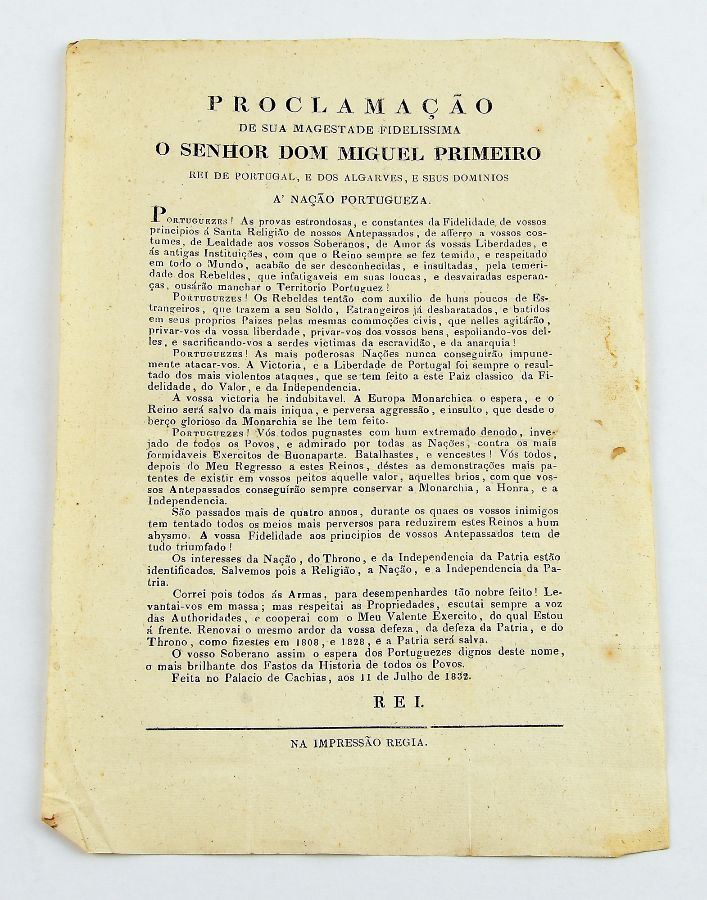 PROCLAMAÇÃO
DE SUA MAGESTADE FIDELISSIMA
O SENHOR DOM MIGUEL PRIMEIRO
REI DE PORTUGAL, E DOS ALGARVES, E SEUS DOMINIOS
A' NAÇÃO PORTUGUEZA.
PORTUGUEZES! As provas estrondosas, e constantes da Fidelidade de vossos
principios á Santa Religião de nossos Antepassados, de afferro a vossos cos-
tumes, de Lealdade aos vossos Soberanos, de Amor ás vossas Liberdades, e
ás antigas Instituições, com que o Reino sempre se fez temido, e respeitado
em todo o Mundo, acabão de ser desconhecidas, e insultadas, pela temeri-
dade dos Rebeldes, que infatigaveis em suas loucas, e desvairadas esperan-
ças, ousárão manchar o Territorio Portuguez!
PORTUGUEZES! Os Rebeldes tentão com auxilio de huns poucos de Es-
trangeiros, que trazem a seu Soldo, Estrangeiros já desbaratados, e batidos
em seus proprios Paizes pelas mesmas commoções civis, que nelles agitárão,
privar-vos da vossa liberdade, privar-vos dos vossos bens, espoliando-vos del-
les, e sacrificando-vos a serdes victimas da escravidão, e da anarquia!
PORTUGUEZES! As mais poderosas Nações nunca conseguirão impune-
mente atacar-vos. A Victoria, e a Liberdade de Portugal foi sempre o resul-
tado dos mais violentos ataques, que se tem feito a este Paiz classico da Fi-
delidade, do Valor, e da Independencia.
A vossa victoria he indubitavel. A Europa Monarchica o espera, e o
Reino será salvo da mais iniqua, e perversa aggressão, e insulto, que desde o
berço glorioso da Monarchia se lhe tem feito.
PORTUGUEZES! Vós todos pugnastes com hum extremado denodo, inve-
jado de todos os Povos, e admirado por todas as Nações, contra os mais
formidaveis Exercitos de Buonaparte. Batalhastes, e vencestes! Vós todos,
depois do Meu Regresso a estes Reinos, déstes as demonstrações mais pa-
tentes de existir em vossos peitos aquelle valor, aquelles brios, com que vos-
sos Antepassados conseguírão sempre conservar a Monarchia, a Honra, e a
Independencia.
São passados mais de quatro annos, durante os quaes os vossos inimigos
tem tentado todos os meios mais perversos para reduzirem estes Reinos a hum
abysmo. A vossa Fidelidade aos principios de vossos Antepassados tem de
tudo triumfado!
Os interesses da Nação, do Throno, e da Independencia da Patria estão
identificados. Salvemos pois a Religião, a Nação, e a Independencia da Pa-
tria.
Correi pois todos ás Armas, para desempenhardes tão nobre feito! Le-
vantai-vos em massa; mas respeitai as Propriedades, escutai sempre a voz
das Authoridades, e cooperai com o Meu Valente Exercito, do qual Estou
á frente. Renovai o mesmo ardor da vossa defeza, da defeza da Patria, e do
Throno, como fizestes em 1808, e 1828, e a Patria será salva.
O vosso Soberano assim o espera dos Portuguezes dignos deste nome,
o mais brilhante dos Fastos da Historia de todos os Povos.
Feita no Palacio de Cachias, aos 11 de Julho de 1832.
REI.
NA IMPRESSÃO REGIA.